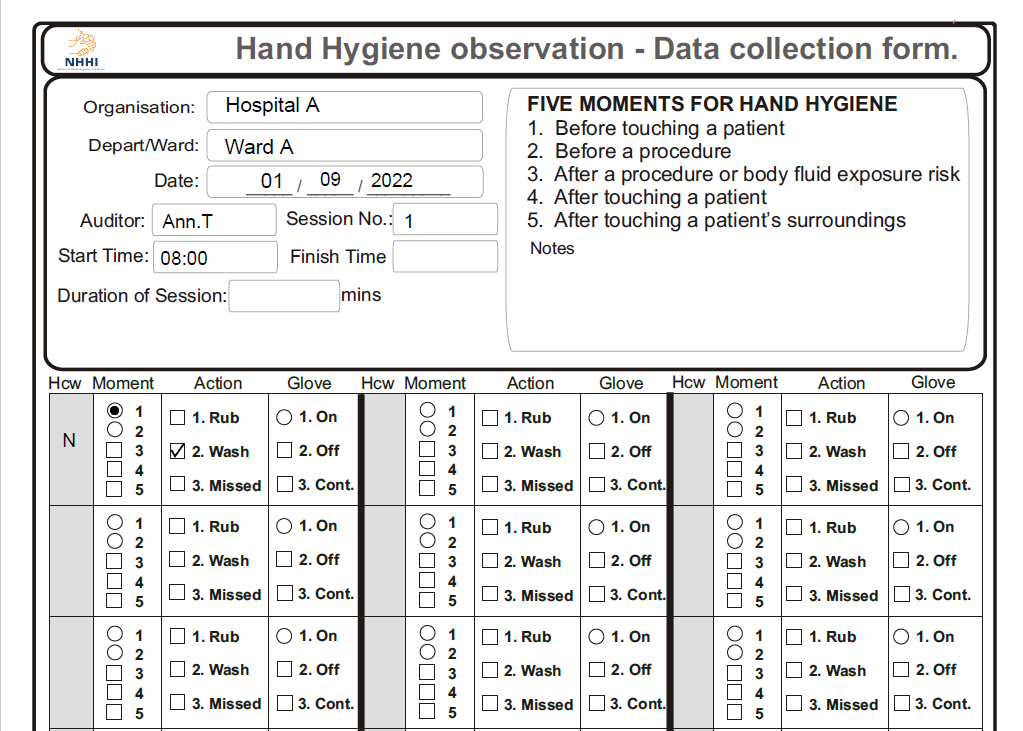 NHHI
Hand Hygiene observation - Data collection form.
Organisation: Hospital A
Depart/Ward: Ward A
Date: 01 / 09 / 2022
Auditor: Ann.T Session No.: 1
Start Time: 08:00 Finish Time
Duration of Session: mins
FIVE MOMENTS FOR HAND HYGIENE
1. Before touching a patient
2. Before a procedure
3. After a procedure or body fluid exposure risk
4. After touching a patient
5. After touching a patient's surroundings
Notes
Hcw Moment Action Glove Hcw Moment Action Glove Hcw Moment Action Glove
N
1 1. Rub 1. On 1 1. Rub 1. On 1 1. Rub 1. On
2 2 2
3 2. Wash 2. Off 3 2. Wash 2. Off 3 2. Wash 2. Off
4 4 4
5 3. Missed 3. Cont. 5 3. Missed 3. Cont. 5 3. Missed 3. Cont.
1 1. Rub 1. On 1 1. Rub 1. On 1 1. Rub 1. On
2 2 2
3 2. Wash 2. Off 3 2. Wash 2. Off 3 2. Wash 2. Off
4 4 4
5 3. Missed 3. Cont. 5 3. Missed 3. Cont. 5 3. Missed 3. Cont.
1 1. Rub 1. On 1 1. Rub 1. On 1 1. Rub 1. On
2 2 2
3 2. Wash 2. Off 3 2. Wash 2. Off 3 2. Wash 2. Off
4 4 4
5 3. Missed 3. Cont. 5 3. Missed 3. Cont. 5 3. Missed 3. Cont.